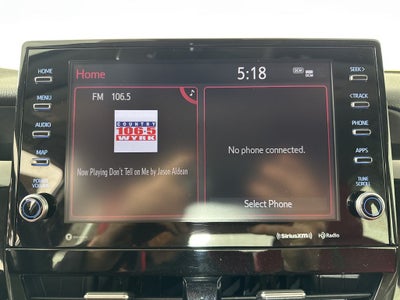 HOME
MENU
AUDIO
MAP
POWER
VOLUME
Home
5:18
FM 106.5
COUNTRY
106.5
WYRK
Now Playing Don't Tell on Me by Jason Aldean
No phone connected.
Select Phone
SEEK >
< TRACK
PHONE
APPS
TUNE
SCROLL
SiriusXM
HD Radio